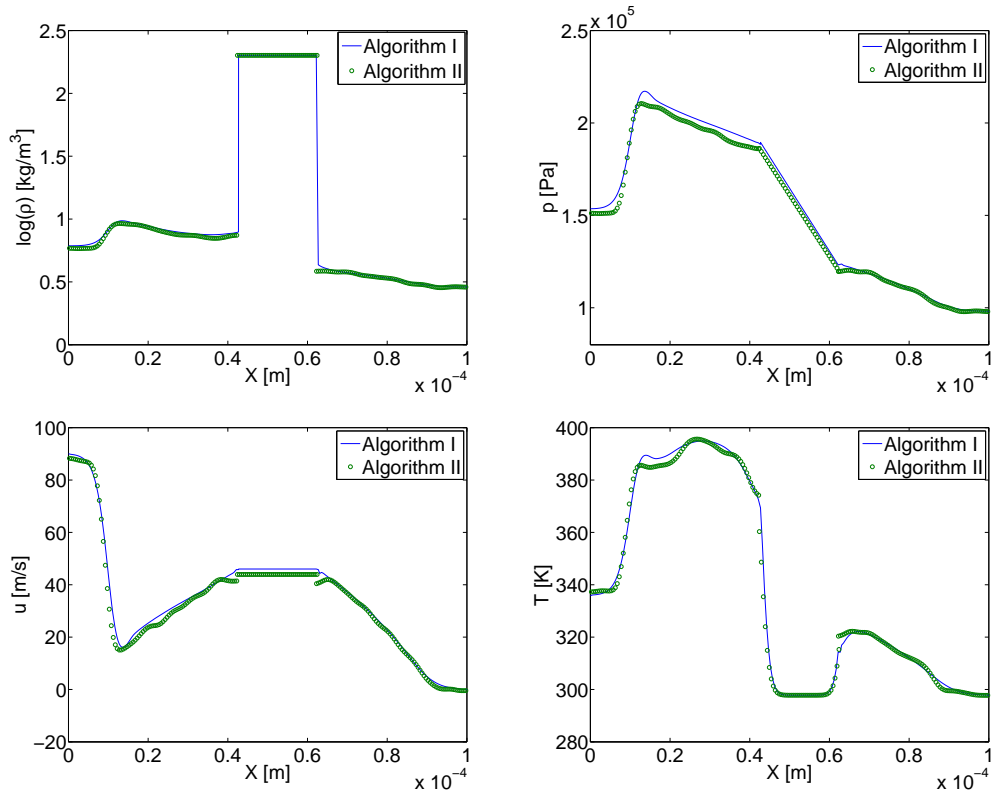 2.5
2
1.5
1
0.5
0
log(ρ) [kg/m³]
0 0.2 0.4 0.6 0.8 1
X [m]
x 10⁻⁴
Algorithm I
Algorithm II
x 10⁵
2.5
2
1.5
1
p [Pa]
0 0.2 0.4 0.6 0.8 1
X [m]
x 10⁻⁴
Algorithm I
Algorithm II
100
80
60
40
20
0
−20
u [m/s]
0 0.2 0.4 0.6 0.8 1
X [m]
x 10⁻⁴
Algorithm I
Algorithm II
400
380
360
340
320
300
280
T [K]
0 0.2 0.4 0.6 0.8 1
X [m]
x 10⁻⁴
Algorithm I
Algorithm II